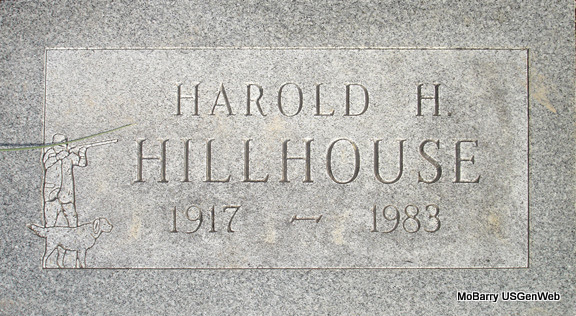 HAROLD H.
HILLHOUSE
1917 – 1983
MoBarry USGenWeb